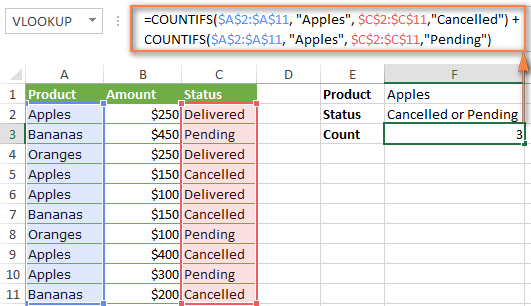 VLOOKUP
=COUNTIFS($A$2:$A$11, "Apples", $C$2:$C$11,"Cancelled") +
COUNTIFS($A$2:$A$11, "Apples", $C$2:$C$11,"Pending")
A B C D E F
1 Product Amount Status Product Apples
2 Apples $250 Delivered Status Cancelled or Pending
3 Bananas $450 Pending Count 3
4 Oranges $250 Delivered
5 Apples $150 Cancelled
6 Apples $100 Delivered
7 Bananas $150 Cancelled
8 Oranges $100 Pending
9 Apples $400 Cancelled
10 Apples $300 Pending
11 Bananas $200 Cancelled